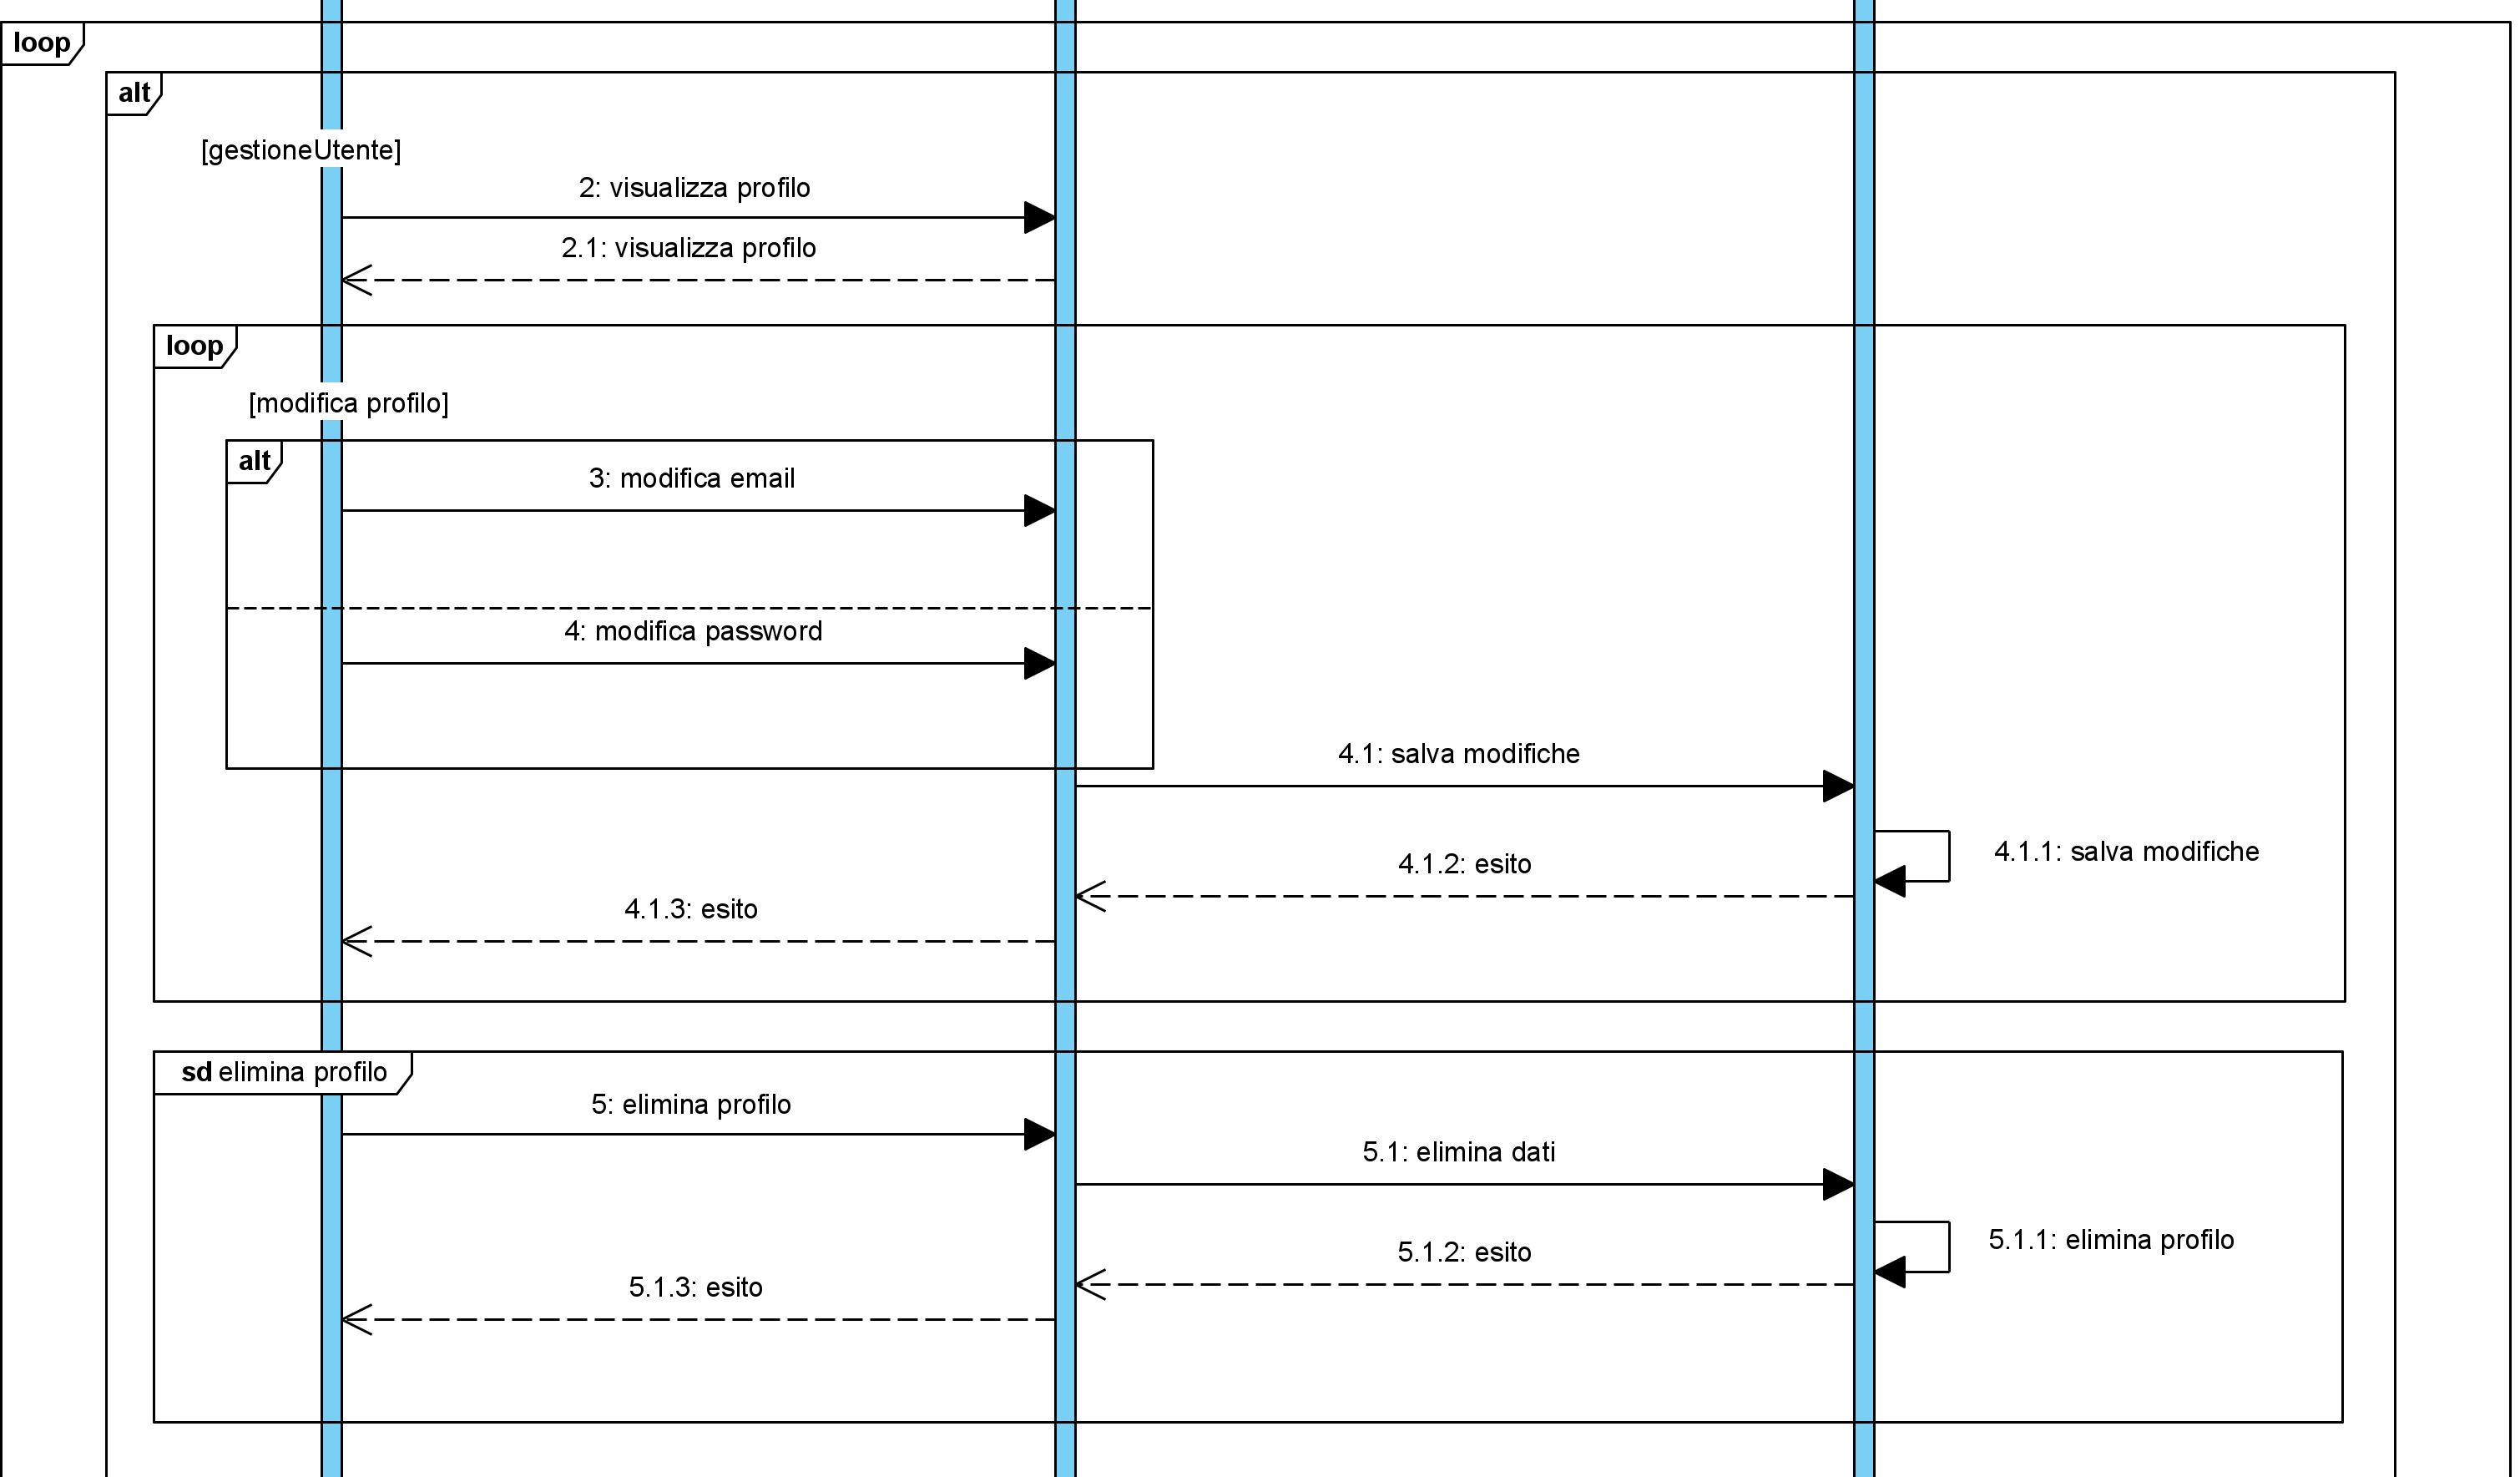 loop
alt
[gestioneUtente]
2: visualizza profilo
2.1: visualizza profilo
loop
[modifica profilo]
alt
3: modifica email
4: modifica password
4.1: salva modifiche
4.1.1: salva modifiche
4.1.2: esito
4.1.3: esito
sd elimina profilo
5: elimina profilo
5.1: elimina dati
5.1.1: elimina profilo
5.1.2: esito
5.1.3: esito